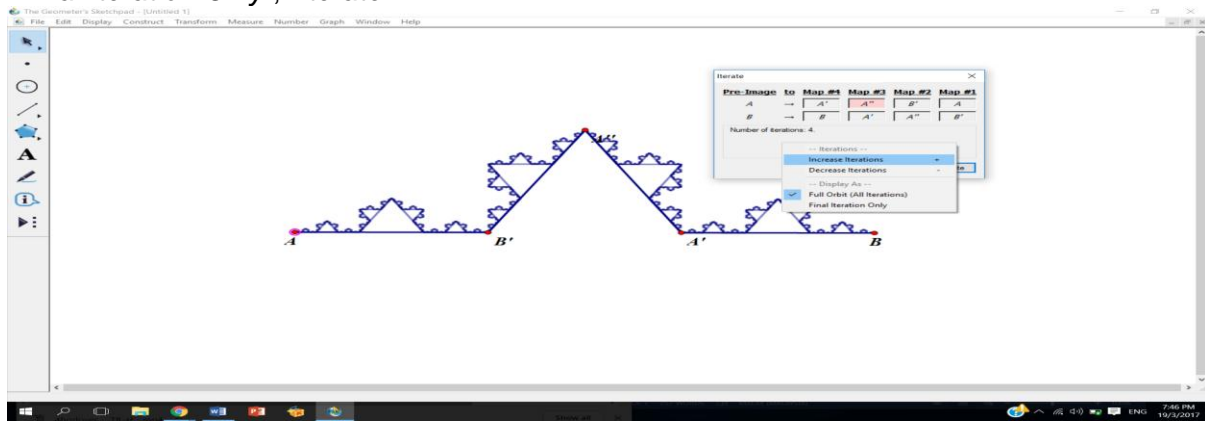 The Geometer's Sketchpad - [Untitled 1]
File Edit Display Construct Transform Measure Number Graph Window Help
Iterate
Pre-Image to Map #4 Map #3 Map #2 Map #1
A → A' A'' B' A
B → B A' A'' B'
Number of iterations: 4.
-- Iterations --
Increase Iterations +
Decrease Iterations -
-- Display As --
Full Orbit (All Iterations)
Final Iteration Only
A''
A B' A' B
A
ENG
7:46 PM
19/3/2017